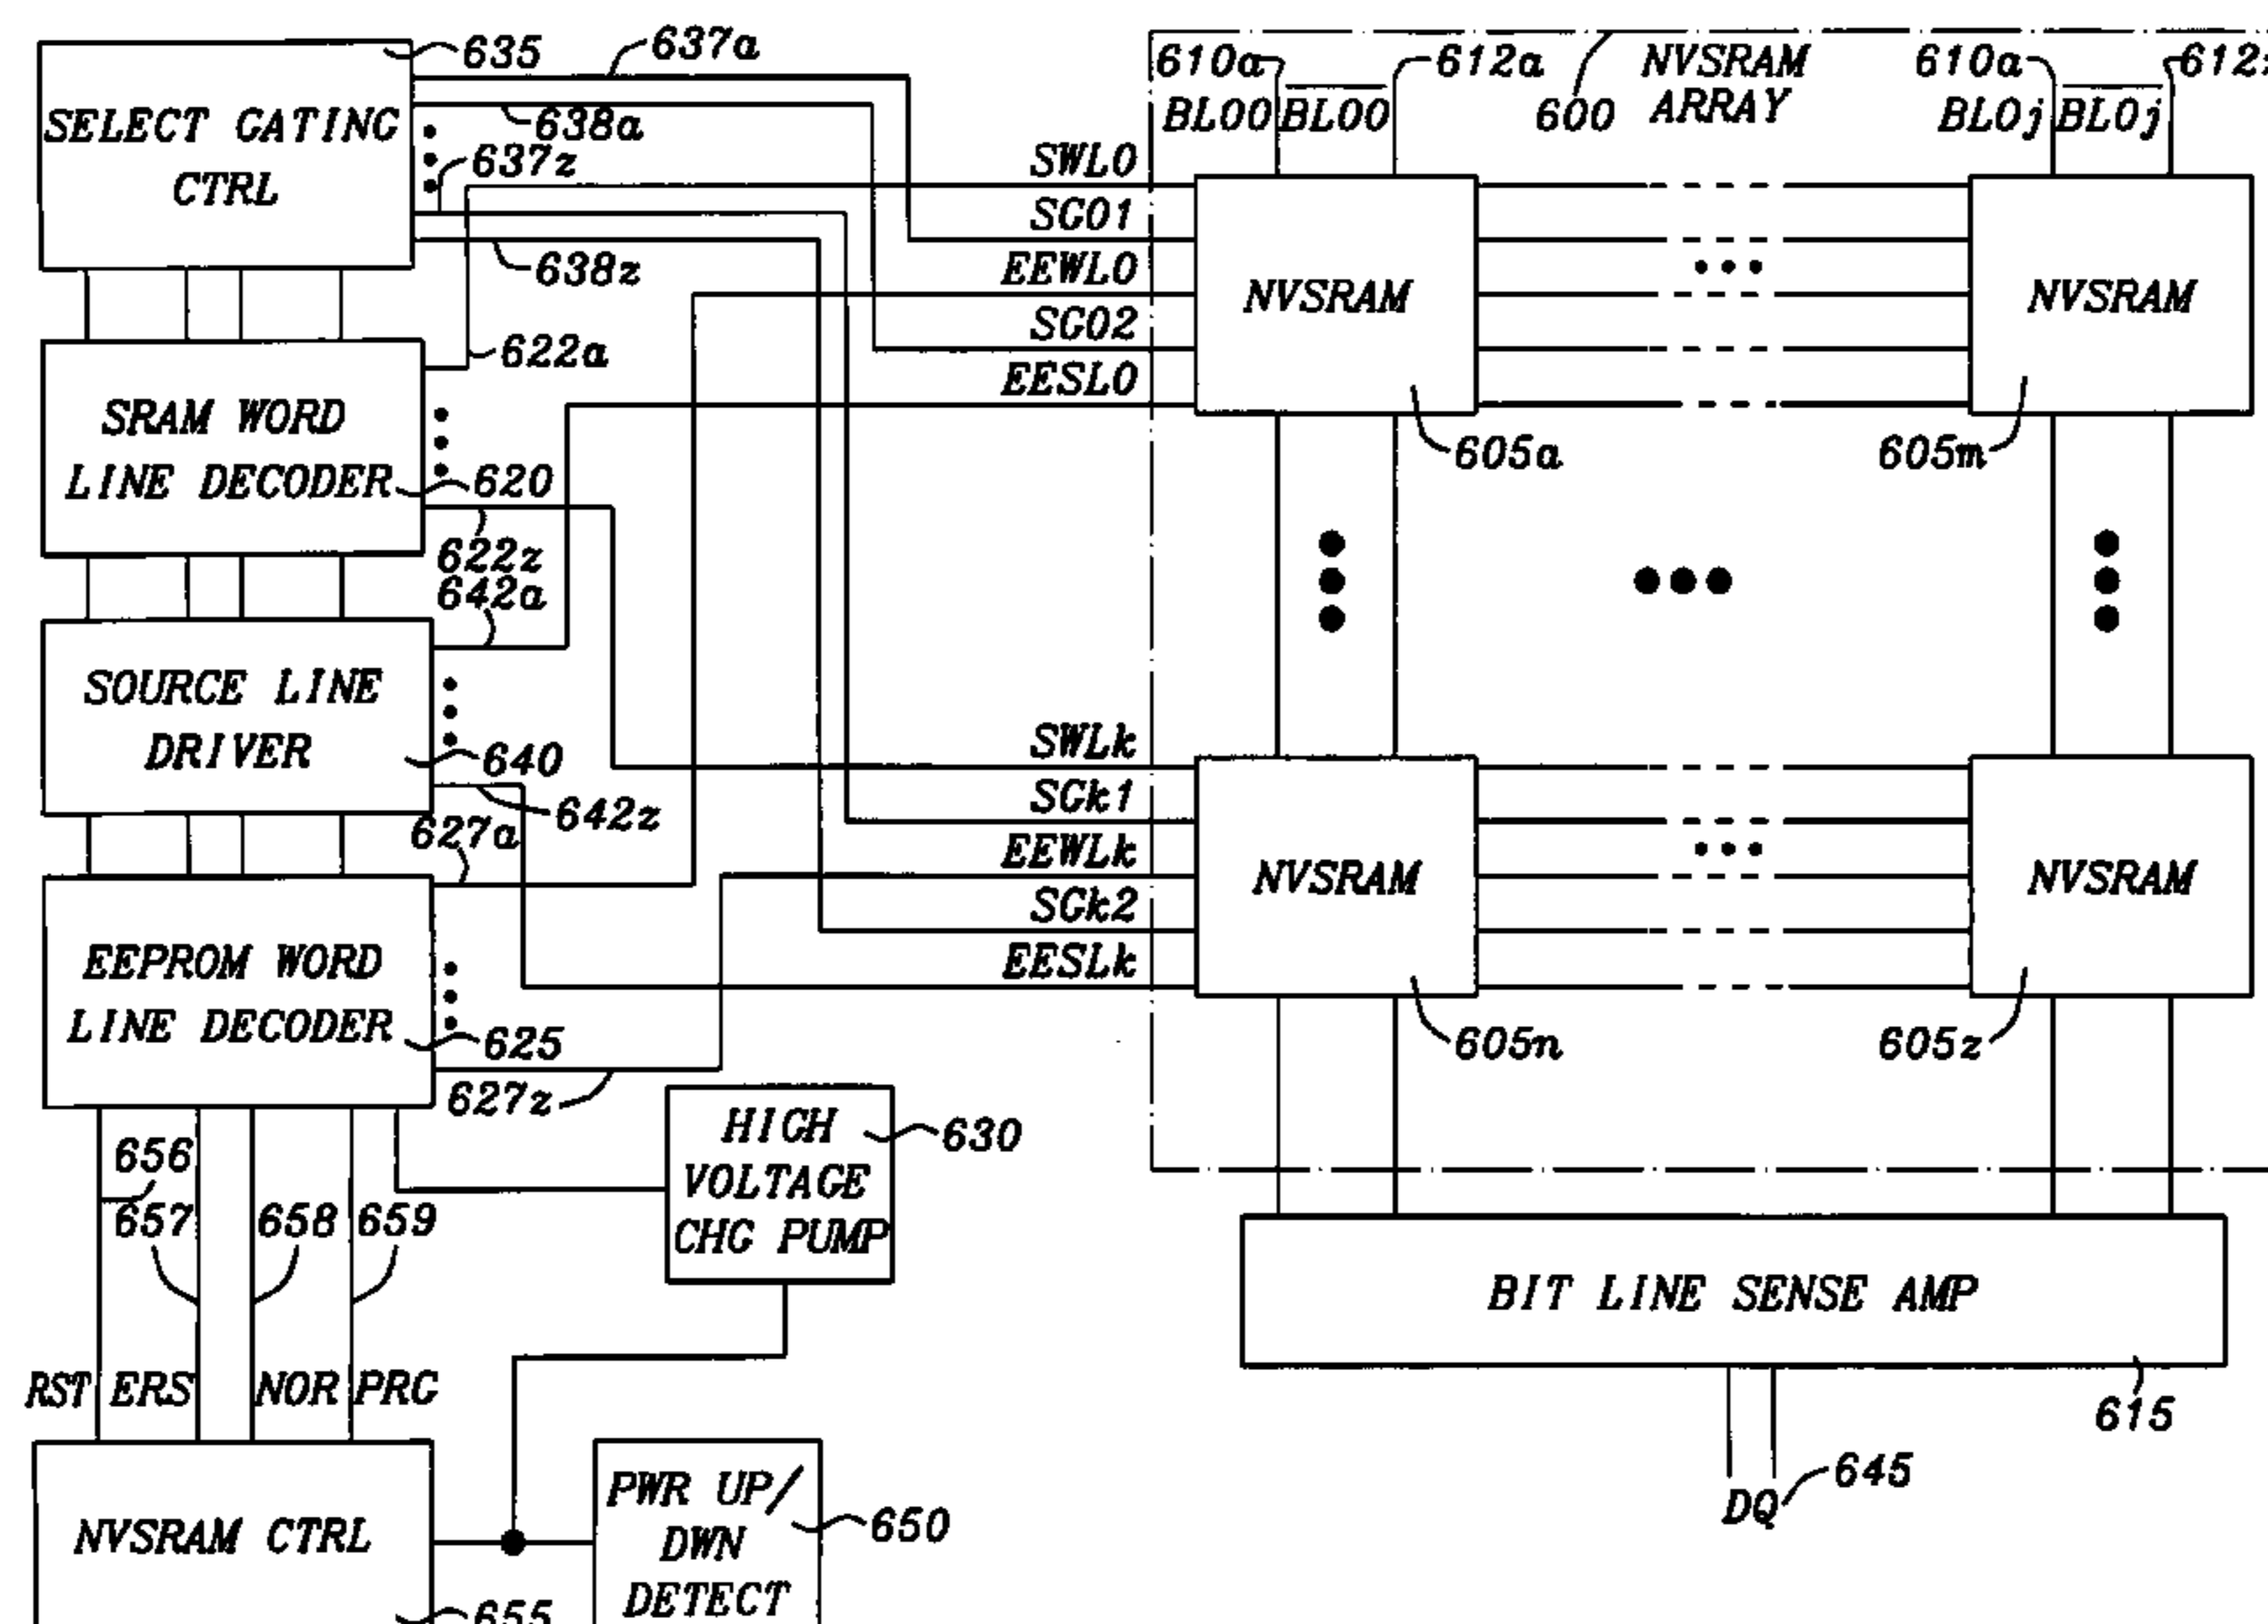 635
637a
638a
SELECT GATING
CTRL
637z
638z
610a
612a
BL00
BL00
600
NVSRAM
ARRAY
610a
BL0j
BL0j
SWL0
SG01
EEWL0
SG02
EESL0
NVSRAM
NVSRAM
605a
605m
622a
SRAM WORD
LINE DECODER
620
622z
642a
SOURCE LINE
DRIVER
640
642z
627a
SWLk
SGk1
EEWLk
SGk2
EESLk
NVSRAM
NVSRAM
605n
605z
EEPROM WORD
LINE DECODER
625
627z
HIGH
VOLTAGE
CHG PUMP
630
656
657
658
659
RST
ERS
NOR
PRG
BIT LINE SENSE AMP
615
DQ
645
NVSRAM CTRL
655
PWR UP/
DWN
DETECT
650